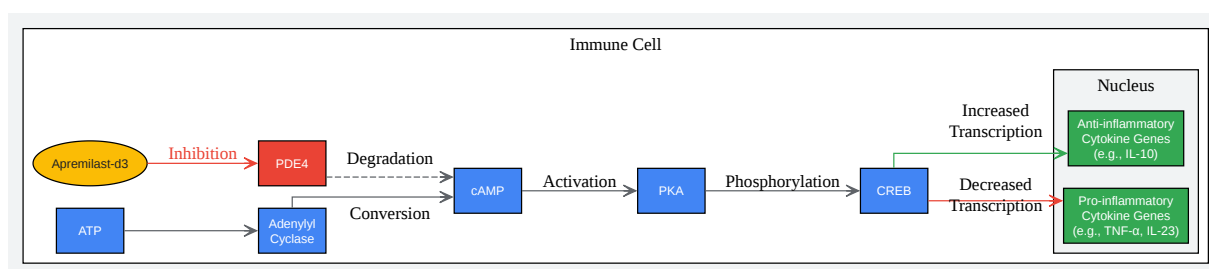 Immune Cell
Nucleus
Increased
Transcription
Anti-inflammatory
Cytokine Genes
(e.g., IL-10)
Apremilast-d3
Inhibition
PDE4
Degradation
cAMP
Activation
PKA
Phosphorylation
CREB
Decreased
Transcription
Pro-inflammatory
Cytokine Genes
(e.g., TNF-α, IL-23)
Conversion
ATP
Adenylyl
Cyclase